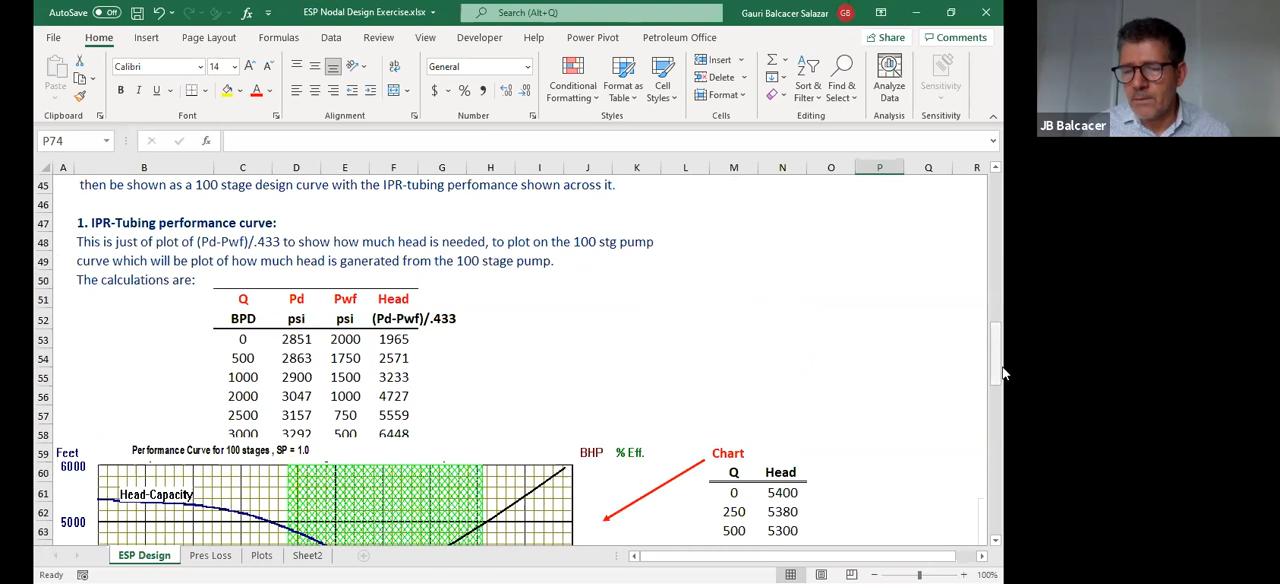 AutoSave Off ESP Nodal Design Exercise.xlsx Search (Alt+Q) Gauri Balcacer Salazar GB
File Home Insert Page Layout Formulas Data Review View Developer Help Power Pivot Petroleum Office Share Comments
Paste Calibri 14 General Conditional Formatting Format as Table Cell Styles Insert Delete Format Sort & Filter Find & Select Analyze Data Sensitivity
Clipboard Font Alignment Number Styles Cells Editing Analysis Sensitivity
P74 fx
A B C D E F G H I J K L M N O P Q R
45 then be shown as a 100 stage design curve with the IPR-tubing perfomance shown across it.
46
47 1. IPR-Tubing performance curve:
48 This is just of plot of (Pd-Pwf)/.433 to show how much head is needed, to plot on the 100 stg pump
49 curve which will be plot of how much head is ganerated from the 100 stage pump.
50 The calculations are:
51 Q Pd Pwf Head
52 BPD psi psi (Pd-Pwf)/.433
53 0 2851 2000 1965
54 500 2863 1750 2571
55 1000 2900 1500 3233
56 2000 3047 1000 4727
57 2500 3157 750 5559
58 3000 3292 500 6448
59 Feet Performance Curve for 100 stages , SP = 1.0 BHP % Eff. Chart
60 6000 Q Head
61 Head-Capacity 0 5400
62 5000 250 5380
63 500 5300
ESP Design Pres Loss Plots Sheet2
Ready 100%
JB Balcacer